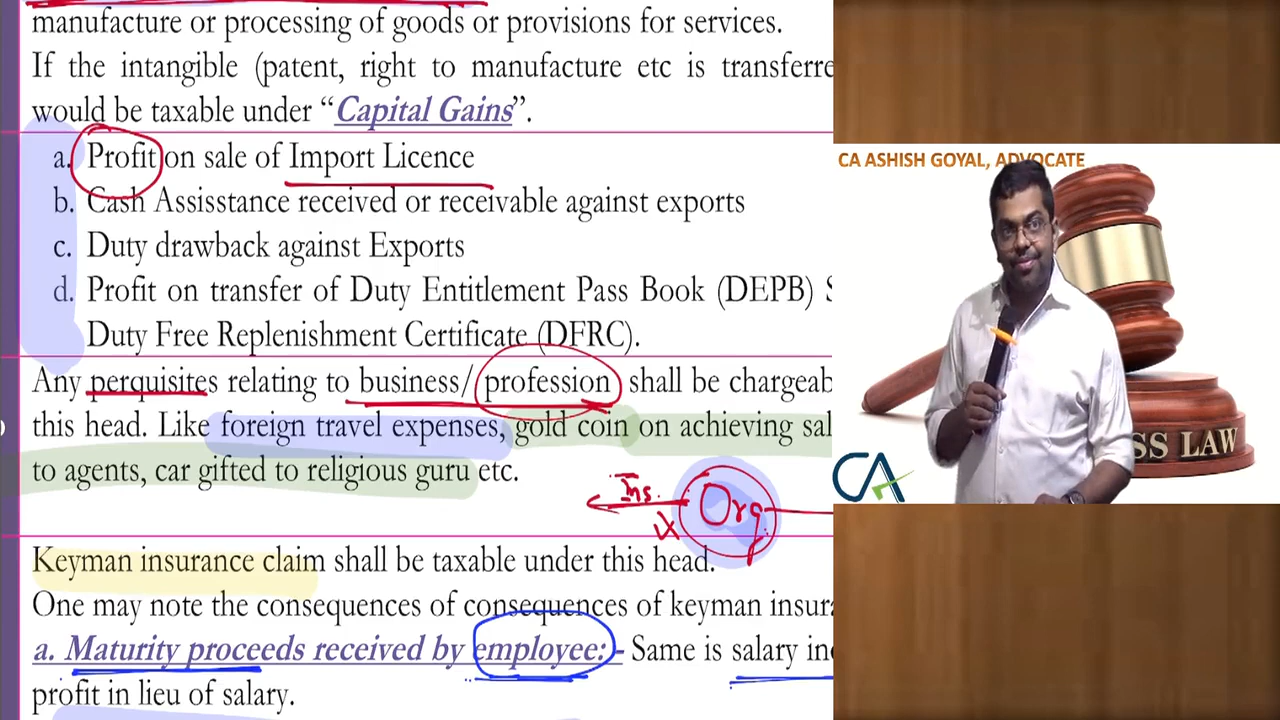 manufacture or processing of goods or provisions for services.
If the intangible (patent, right to manufacture etc is transferre
would be taxable under “Capital Gains”.
a. Profit on sale of Import Licence
b. Cash Assisstance received or receivable against exports
c. Duty drawback against Exports
d. Profit on transfer of Duty Entitlement Pass Book (DEPB) S
Duty Free Replenishment Certificate (DFRC).
Any perquisites relating to business/ profession shall be chargeab
this head. Like foreign travel expenses, gold coin on achieving sal
to agents, car gifted to religious guru etc.
Ins. Org
Keyman insurance claim shall be taxable under this head.
One may note the consequences of consequences of keyman insura
a. Maturity proceeds received by employee:- Same is salary inc
profit in lieu of salary.
CA ASHISH GOYAL, ADVOCATE
SS LAW
CA